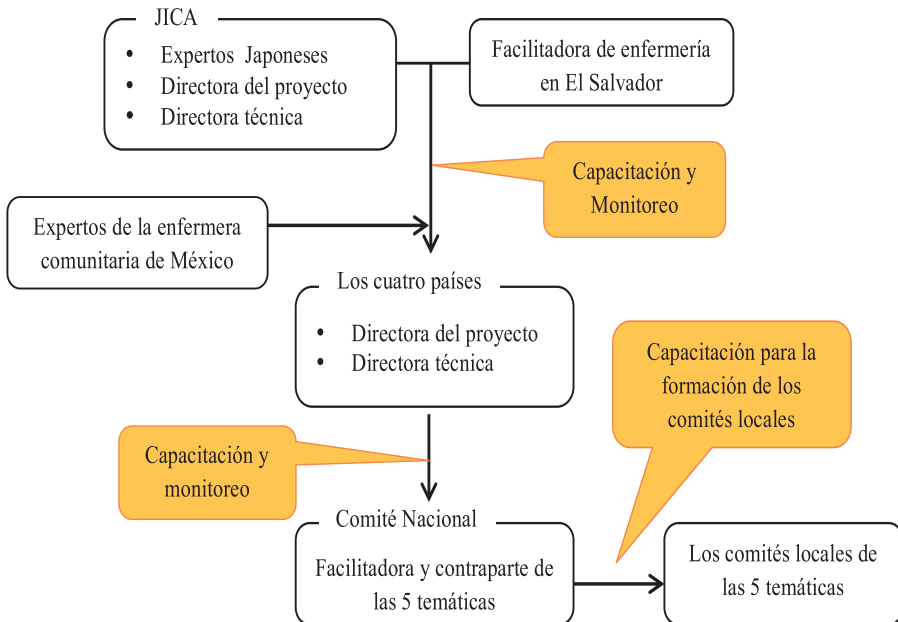 JICA
• Expertos Japoneses
• Directora del proyecto
• Directora técnica
Facilitadora de enfermería
en El Salvador
Capacitación y
Monitoreo
Expertos de la enfermera
comunitaria de México
Los cuatro países
• Directora del proyecto
• Directora técnica
Capacitación para la
formación de los
comités locales
Capacitación y
monitoreo
Comité Nacional
Facilitadora y contraparte de
las 5 temáticas
Los comités locales de
las 5 temáticas